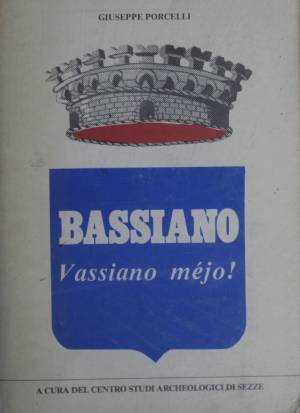 GIUSEPPE PORCELLI
BASSIANO
Vassiano méjo!
A CURA DEL CENTRO STUDI ARCHEOLOGICI DI SEZZE